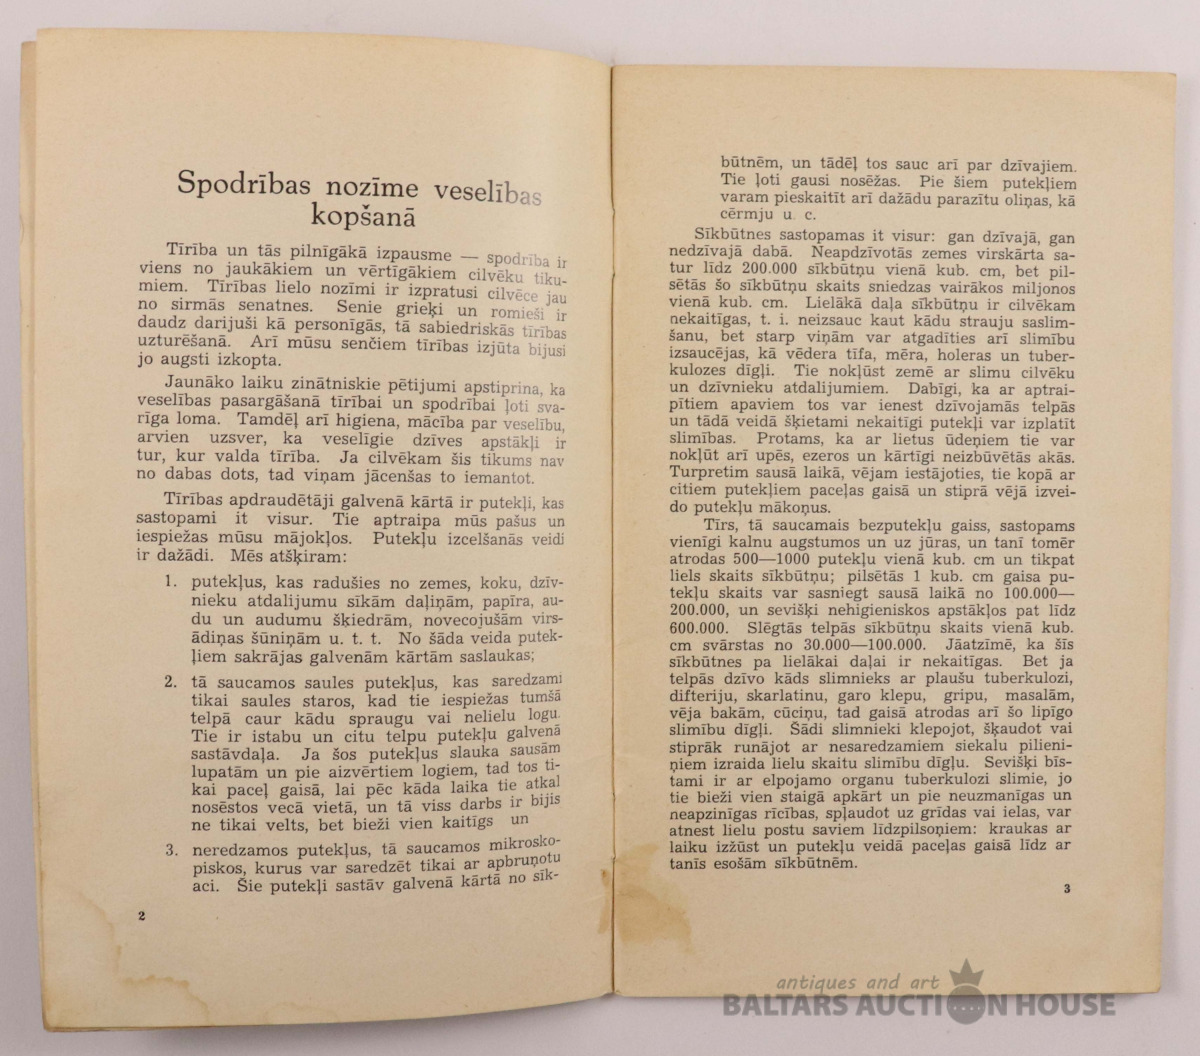 Spodrības nozīme veselības
kopšanā
Tīrība un tās pilnīgākā izpausme — spodrība ir
viens no jaukākiem un vērtīgākiem cilvēku tiku-
miem. Tīrības lielo nozīmi ir izpratusi cilvēce jau
no sirmās senatnes. Senie grieķi un romieši ir
daudz darijuši kā personīgās, tā sabiedriskās tīrības
uzturēšanā. Arī mūsu senčiem tīrības izjūta bijusi
jo augsti izkopta.
Jaunāko laiku zinātniskie pētijumi apstiprina, ka
veselības pasargāšanā tīrībai un spodrībai ļoti sva-
rīga loma. Tamdēļ arī higiena, mācība par veselību,
arvien uzsver, ka veselīgie dzīves apstākļi ir
tur, kur valda tīrība. Ja cilvēkam šis tikums nav
no dabas dots, tad viņam jācenšas to iemantot.
Tīrības apdraudētāji galvenā kārtā ir putekļi, kas
sastopami it visur. Tie aptraipa mūs pašus un
iespiežas mūsu mājokļos. Putekļu izcelšanās veidi
ir dažādi. Mēs atšķiram:
1. putekļus, kas radušies no zemes, koku, dzīv-
nieku atdalijumu sīkām daļiņām, papīra, au-
du un audumu šķiedrām, novecojušām virs-
ādiņas šūniņām u. t. t. No šāda veida putek-
ļiem sakrājas galvenām kārtām saslaukas;
2. tā saucamos saules putekļus, kas saredzami
tikai saules staros, kad tie iespiežas tumšā
telpā caur kādu spraugu vai nelielu logu.
Tie ir istabu un citu telpu putekļu galvenā
sastāvdaļa. Ja šos putekļus slauka sausām
lupatām un pie aizvērtiem logiem, tad tos ti-
kai paceļ gaisā, lai pēc kāda laika tie atkal
nosēstos vecā vietā, un tā viss darbs ir bijis
ne tikai velts, bet bieži vien kaitīgs un
3. neredzamos putekļus, tā saucamos mikrosko-
piskos, kurus var saredzēt tikai ar apbruņotu
aci. Šie putekļi sastāv galvenā kārtā no sīk-
2
būtnēm, un tādēļ tos sauc arī par dzīvajiem.
Tie ļoti gausi nosēžas. Pie šiem putekļiem
varam pieskaitīt arī dažādu parazītu oliņas, kā
cērmju u. c.
Sīkbūtnes sastopamas it visur: gan dzīvajā, gan
nedzīvajā dabā. Neapdzīvotās zemes virskārta sa-
tur līdz 200.000 sīkbūtņu vienā kub. cm, bet pil-
sētās šo sīkbūtņu skaits sniedzas vairākos miljonos
vienā kub. cm. Lielākā daļa sīkbūtņu ir cilvēkam
nekaitīgas, t. i. neizsauc kaut kādu strauju saslim-
šanu, bet starp viņām var atgadīties arī slimību
izsaucējas, kā vēdera tīfa, mēra, holeras un tuber-
kulozes dīgļi. Tie nokļūst zemē ar slimu cilvēku
un dzīvnieku atdalijumiem. Dabīgi, ka ar aptrai-
pītiem apaviem tos var ienest dzīvojamās telpās
un tādā veidā šķietami nekaitīgi putekļi var izplatīt
slimības. Protams, ka ar lietus ūdeņiem tie var
nokļūt arī upēs, ezeros un kārtīgi neizbūvētās akās.
Turpretim sausā laikā, vējam iestājoties, tie kopā ar
citiem putekļiem paceļas gaisā un stiprā vējā izvei-
do putekļu mākoņus.
Tīrs, tā saucamais bezputekļu gaiss, sastopams
vienīgi kalnu augstumos un uz jūras, un tanī tomēr
atrodas 500—1000 putekļu vienā kub. cm un tikpat
liels skaits sīkbūtņu; pilsētās 1 kub. cm gaisa pu-
tekļu skaits var sasniegt sausā laikā no 100.000—
200.000, un sevišķi nehigieniskos apstākļos pat līdz
600.000. Slēgtās telpās sīkbūtņu skaits vienā kub.
cm svārstas no 30.000—100.000. Jāatzīmē, ka šīs
sīkbūtnes pa lielākai daļai ir nekaitīgas. Bet ja
telpās dzīvo kāds slimnieks ar plaušu tuberkulozi,
difteriju, skarlatinu, garo klepu, gripu, masalām,
vēja bakām, cūciņu, tad gaisā atrodas arī šo lipīgo
slimību dīgļi. Šādi slimnieki klepojot, šķaudot vai
stiprāk runājot ar nesaredzamiem siekalu pilieni-
ņiem izraida lielu skaitu slimību dīgļu. Sevišķi bīs-
tami ir ar elpojamo organu tuberkulozi slimie, jo
tie bieži vien staigā apkārt un pie neuzmanīgas un
neapzinīgas rīcības, spļaudot uz grīdas vai ielas, var
atnest lielu postu saviem līdzpilsoņiem: kraukas ar
laiku izžūst un putekļu veidā paceļas gaisā līdz ar
tanīs esošām sīkbūtnēm.
3
antiques and art
BALTARS AUCTION HOUSE